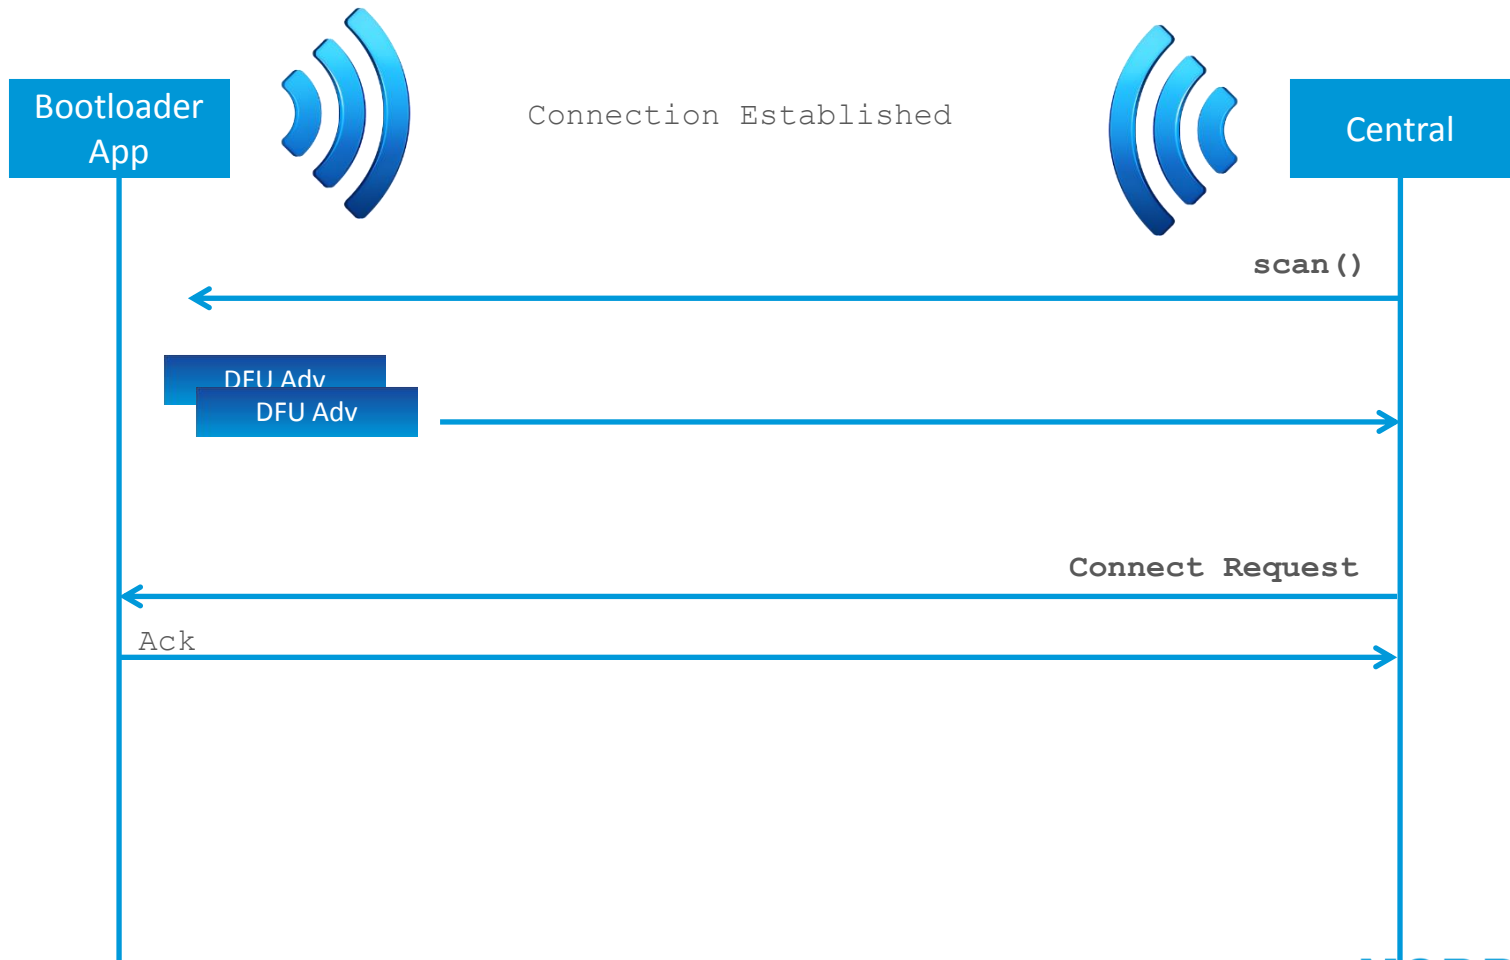 Bootloader
App
Connection Established
Central
scan()
DFU Adv
DFU Adv
Connect Request
Ack